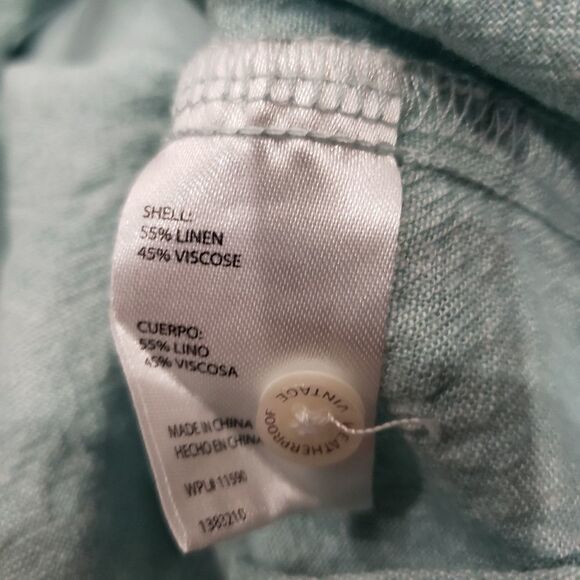 SHELL:
55% LINEN
45% VISCOSE
CUERPO:
55% LINO
45% VISCOSA
MADE IN CHINA
HECHO EN CHINA
WPL# 11590
1383210
VINTAGE